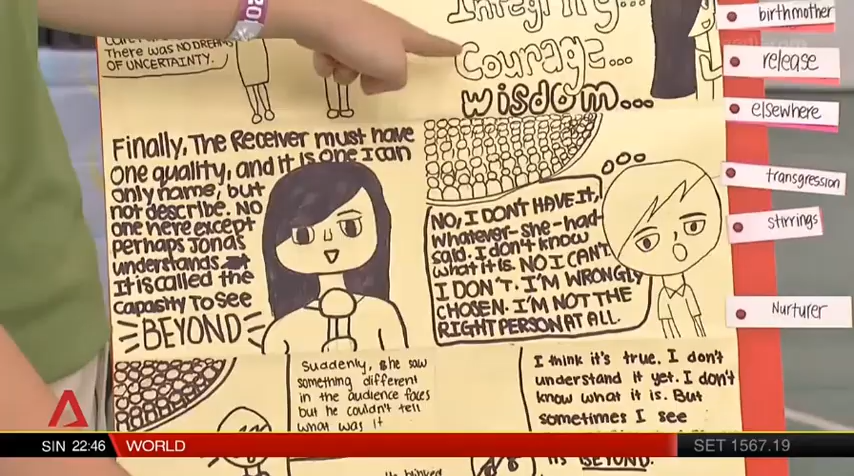 THERE WAS NO DREAMS
OF UNCERTAINTY.
Integrity...
Courage...
wisdom...
birthmother
release
elsewhere
transgression
stirrings
Nurturer
Finally, The Receiver must have
one quality, and it is one I can
only name, but
not describe. No
one here except
perhaps Jonas
understands
It is called the
capasity To see
BEYOND
NO, I DON'T HAVE IT,
whatever-she-had-
said. I don't know
what it is. NO I CAN'T.
I DON'T. I'M WRONGLY
CHOSEN. I'M NOT THE
RIGHT PERSON AT ALL.
Suddenly, she saw
something different
in the audience faces
but he couldn't tell
what was it
I think it's true. I don't
understand it yet. I don't
know what it is. But
sometimes I see
BEYOND.
he blinked
SIN 22:46
WORLD
SET 1567.19